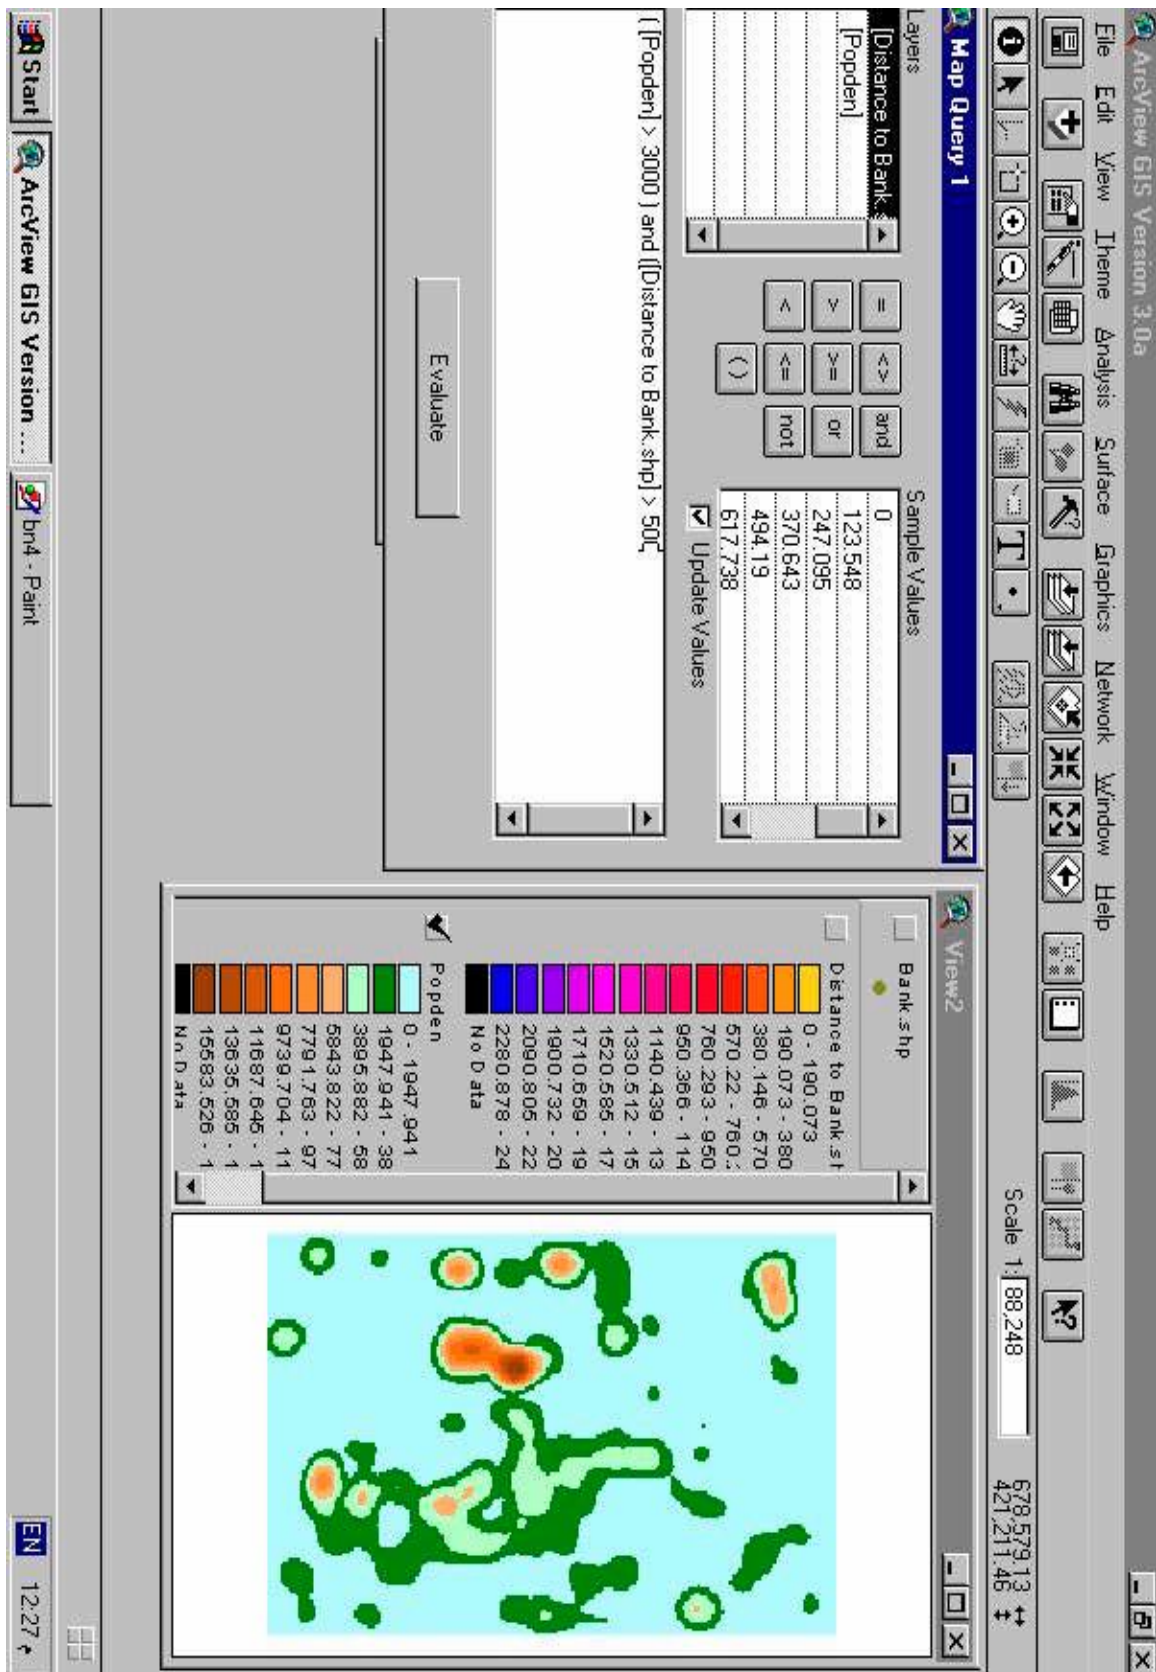 ArcView GIS Version 3.0a
File Edit View Theme Analysis Surface Graphics Network Window Help
Scale 1: 88,248
678,579.13
421,211.46
Map Query 1
Layers
[Distance to Bank.s
[Popden]
= <> and
> >= or
< <= not
( )
Sample Values
0
123.548
247.095
370.643
494.19
617.738
Update Values
( [Popden] > 3000 ) and ([Distance to Bank.shp] > 500
Evaluate
View2
Bank.shp
Distance to Bank.sh
0 - 190.073
190.073 - 380
380.146 - 570
570.22 - 760.
760.293 - 950
950.366 - 114
1140.439 - 13
1330.512 - 15
1520.585 - 17
1710.659 - 19
1900.732 - 20
2090.805 - 22
2280.878 - 24
No Data
Popden
0 - 1947.941
1947.941 - 38
3895.882 - 58
5843.822 - 77
7791.763 - 97
9739.704 - 11
11687.645 - 1
13635.585 - 1
15583.526 - 1
No Data
Start ArcView GIS Version ... bn4 - Paint EN 12:27